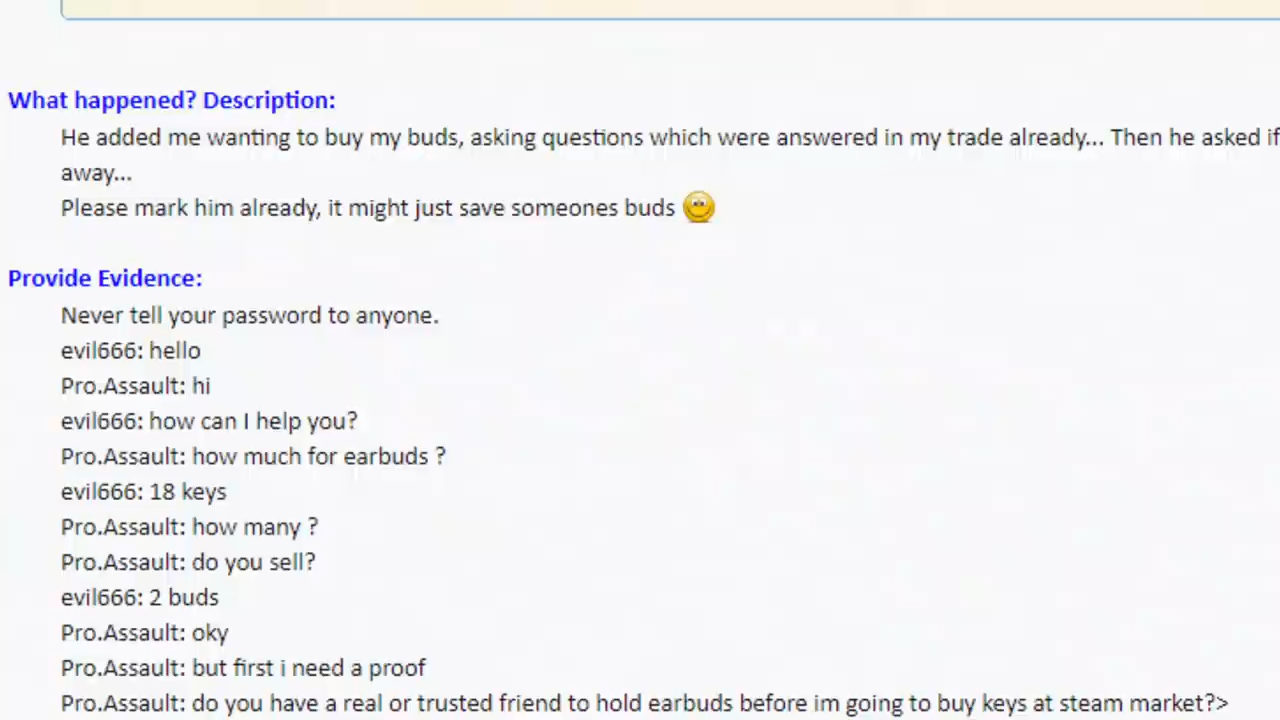 What happened? Description:
He added me wanting to buy my buds, asking questions which were answered in my trade already... Then he asked if
away...
Please mark him already, it might just save someones buds
Provide Evidence:
Never tell your password to anyone.
evil666: hello
Pro.Assault: hi
evil666: how can I help you?
Pro.Assault: how much for earbuds ?
evil666: 18 keys
Pro.Assault: how many ?
Pro.Assault: do you sell?
evil666: 2 buds
Pro.Assault: oky
Pro.Assault: but first i need a proof
Pro.Assault: do you have a real or trusted friend to hold earbuds before im going to buy keys at steam market?>